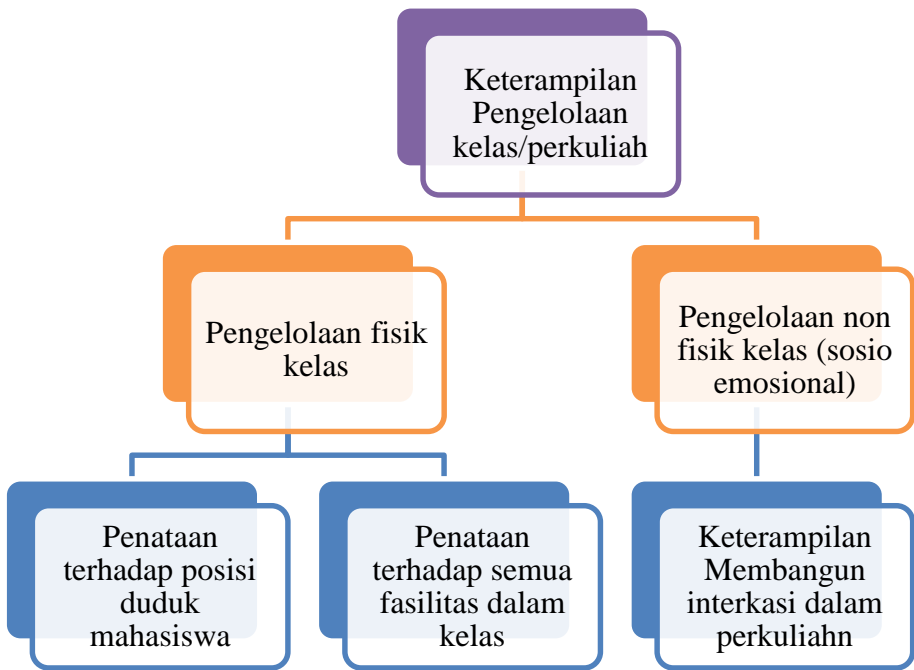 Keterampilan
Pengelolaan
kelas/perkuliah
Pengelolaan fisik
kelas
Pengelolaan non
fisik kelas (sosio
emosional)
Penataan
terhadap posisi
duduk
mahasiswa
Penataan
terhadap semua
fasilitas dalam
kelas
Keterampilan
Membangun
interkasi dalam
perkuliahn